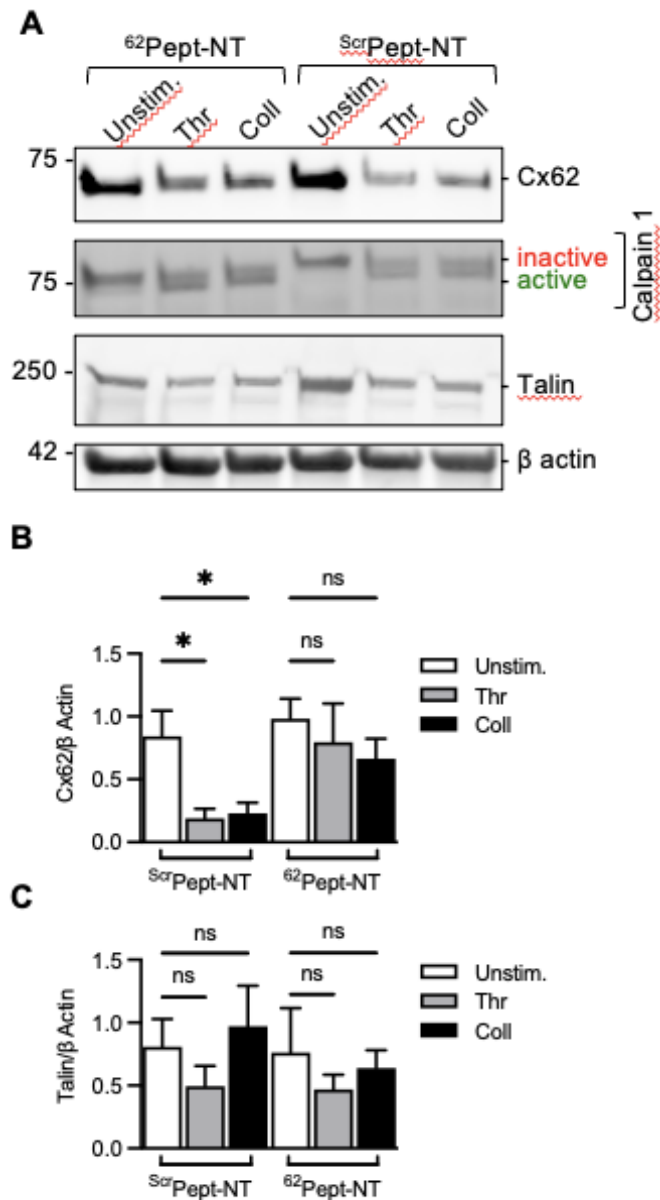 A
62Pept-NT ScrPept-NT
Unstim. Thr Coll Unstim. Thr Coll
75 - Cx62
inactive
75 - active
Calpain 1
250 - Talin
42 - β actin
B
* ns
* ns
1.5
1.0
0.5
0.0
Cx62/β Actin
Unstim.
Thr
Coll
ScrPept-NT 62Pept-NT
C
ns ns
ns ns
1.5
1.0
0.5
0.0
Talin/β Actin
Unstim.
Thr
Coll
ScrPept-NT 62Pept-NT